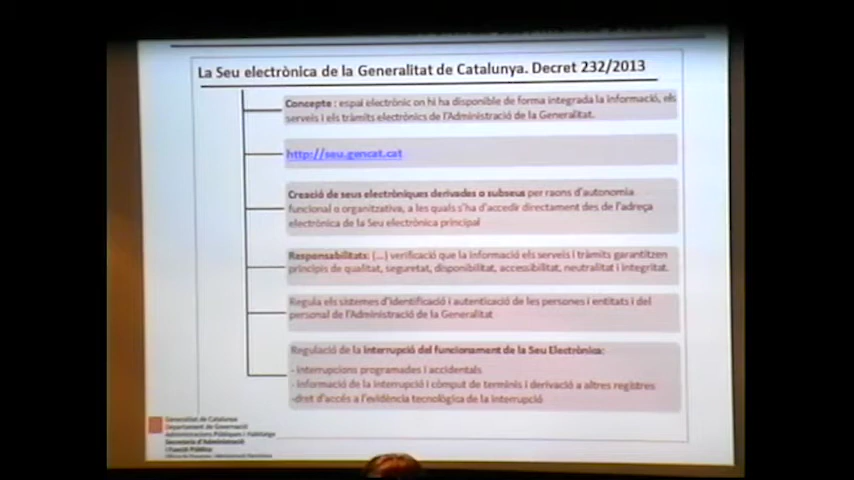 La Seu electrònica de la Generalitat de Catalunya. Decret 232/2013
Concepte : espai electrònic on hi ha disponible de forma integrada la informació, els
serveis i els tràmits electrònics de l'Administració de la Generalitat.
http://seu.gencat.cat
Creació de seus electròniques derivades o subseus per raons d'autonomia
funcional o organitzativa, a les quals s'ha d'accedir directament des de l'adreça
electrònica de la Seu electrònica principal
Responsabilitats: (...) verificació que la informació els serveis i tràmits garantitzen
principis de qualitat, seguretat, disponibilitat, accessibilitat, neutralitat i integritat.
Regula els sistemes d'identificació i autenticació de les persones i entitats i del
personal de l'Administració de la Generalitat
Regulació de la interrupció del funcionament de la Seu Electrònica:
- interrupcions programades i accidentals
- informació de la interrupció i còmput de terminis i derivació a altres registres
-dret d'accés a l'evidència tecnològica de la interrupció
Generalitat de Catalunya
Departament de Governació
Administracions Públiques i Habitatge
Secretaria d'Administració
i Funció Pública